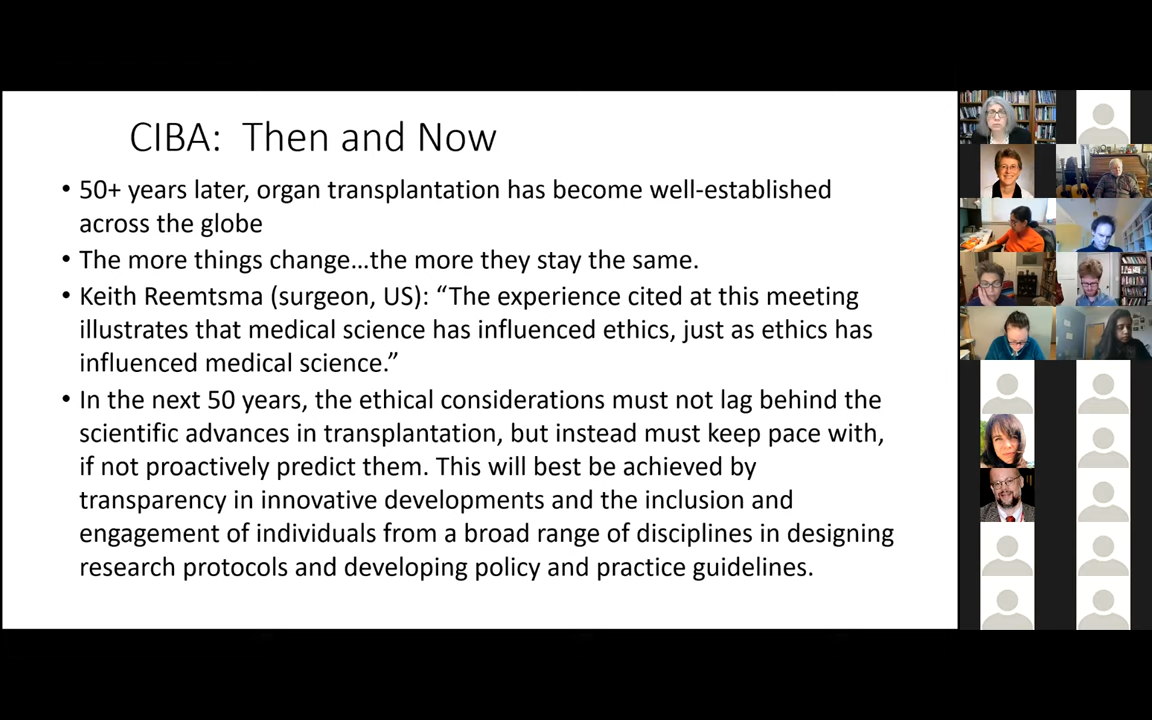 CIBA: Then and Now
• 50+ years later, organ transplantation has become well-established
across the globe
• The more things change…the more they stay the same.
• Keith Reemtsma (surgeon, US): “The experience cited at this meeting
illustrates that medical science has influenced ethics, just as ethics has
influenced medical science.”
• In the next 50 years, the ethical considerations must not lag behind the
scientific advances in transplantation, but instead must keep pace with,
if not proactively predict them. This will best be achieved by
transparency in innovative developments and the inclusion and
engagement of individuals from a broad range of disciplines in designing
research protocols and developing policy and practice guidelines.